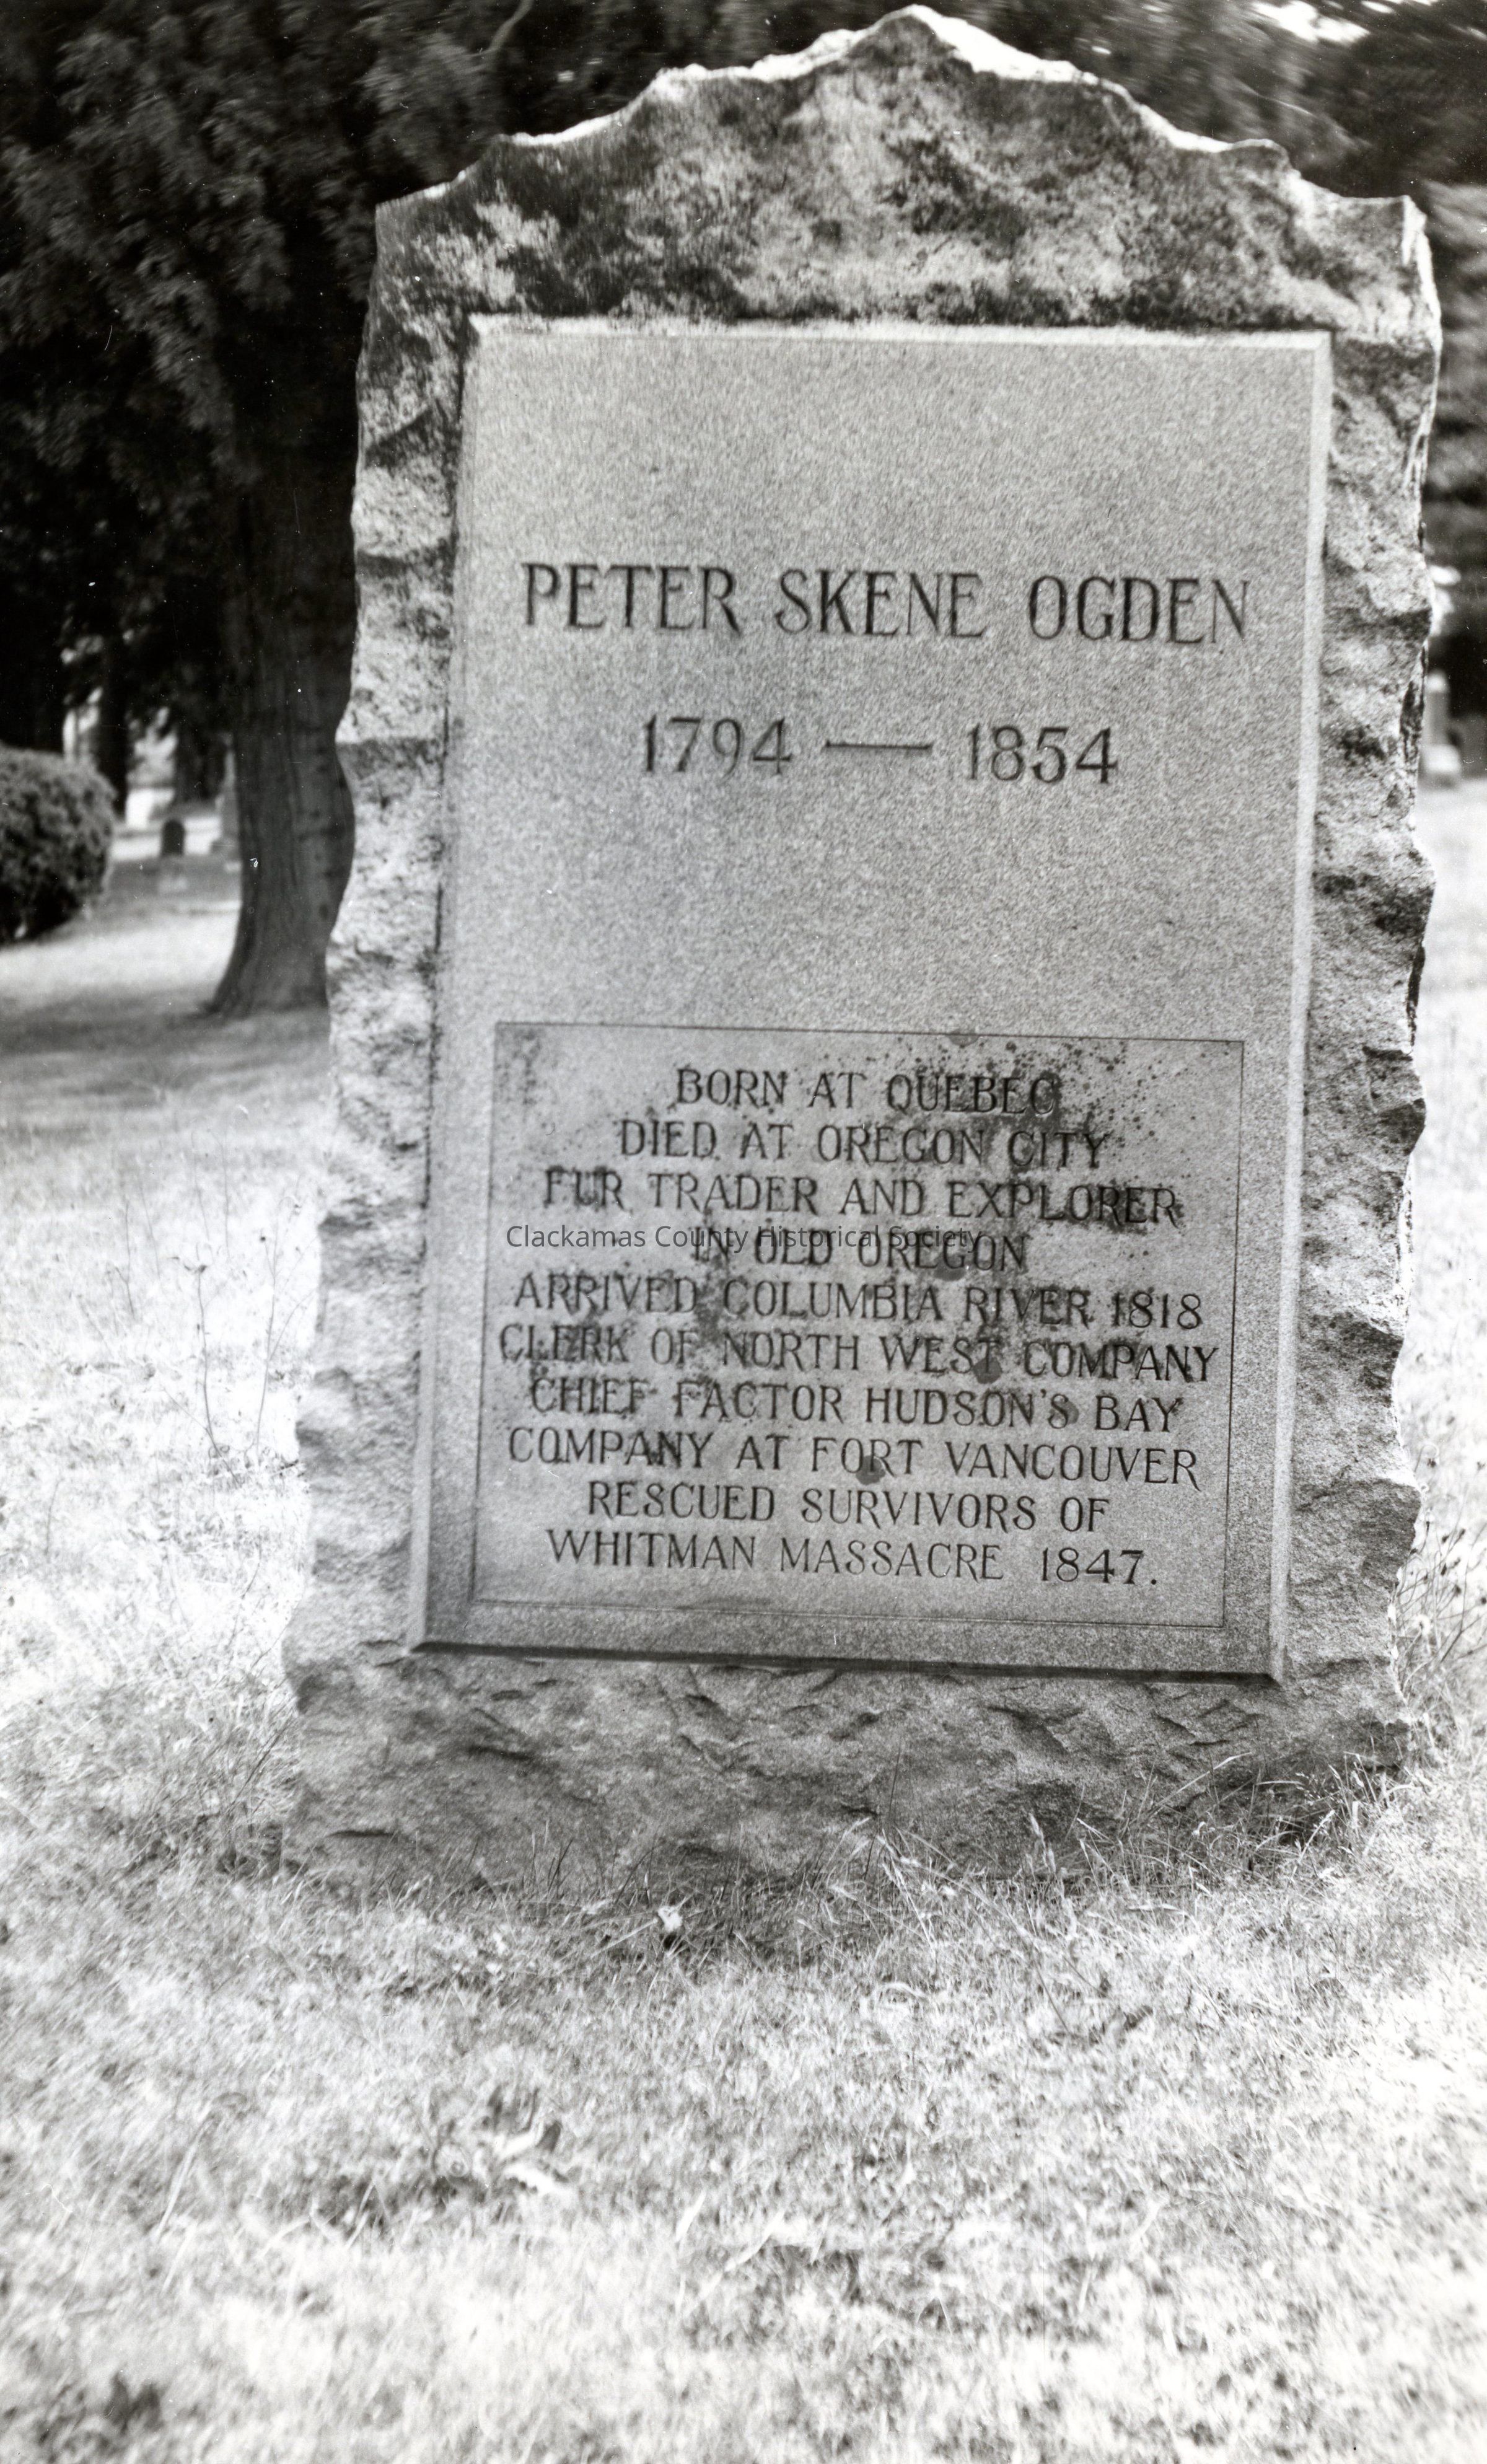 PETER SKENE OGDEN
1794 — 1854
BORN AT QUEBEC
DIED AT OREGON CITY
FUR TRADER AND EXPLORER
Clackamas County Historical Society
IN OLD OREGON
ARRIVED COLUMBIA RIVER 1818
CLERK OF NORTH WEST COMPANY
CHIEF FACTOR HUDSON'S BAY
COMPANY AT FORT VANCOUVER
RESCUED SURVIVORS OF
WHITMAN MASSACRE 1847.